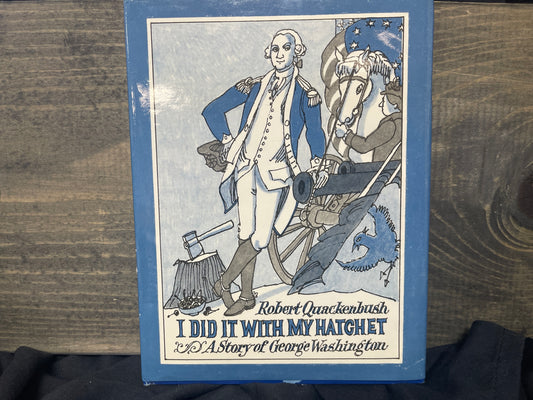 Robert Quackenbush
I DID IT WITH MY HATCHET
A Story of George Washington